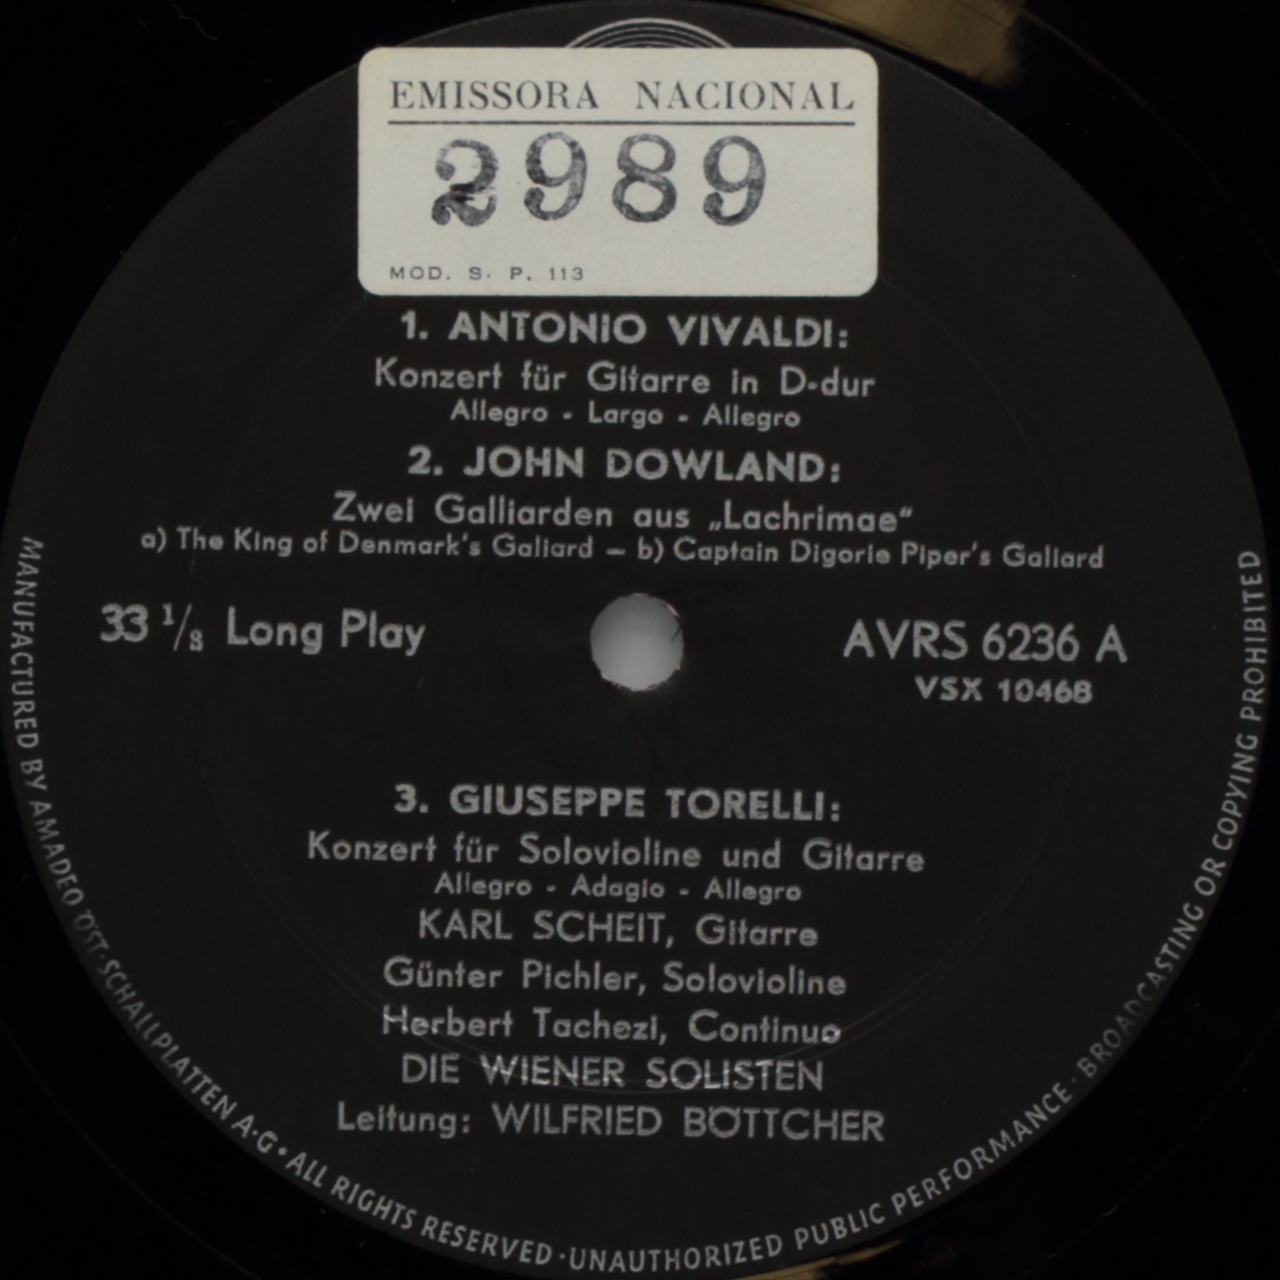 EMISSORA NACIONAL
2989
MOD. S. P. 113
1. ANTONIO VIVALDI:
Konzert für Gitarre in D-dur
Allegro - Largo - Allegro
2. JOHN DOWLAND:
Zwei Galliarden aus „Lachrimae“
a) The King of Denmark's Galiard – b) Captain Digorie Piper's Galiard
33 1/3 Long Play
AVRS 6236 A
VSX 10468
3. GIUSEPPE TORELLI:
Konzert für Solovioline und Gitarre
Allegro - Adagio - Allegro
KARL SCHEIT, Gitarre
Günter Pichler, Solovioline
Herbert Tachezi, Continuo
DIE WIENER SOLISTEN
Leitung: WILFRIED BÖTTCHER
MANUFACTURED BY AMADEO ÖST. SCHALLPLATTEN A.G • ALL RIGHTS RESERVED · UNAUTHORIZED PUBLIC PERFORMANCE · BROADCASTING OR COPYING PROHIBITED